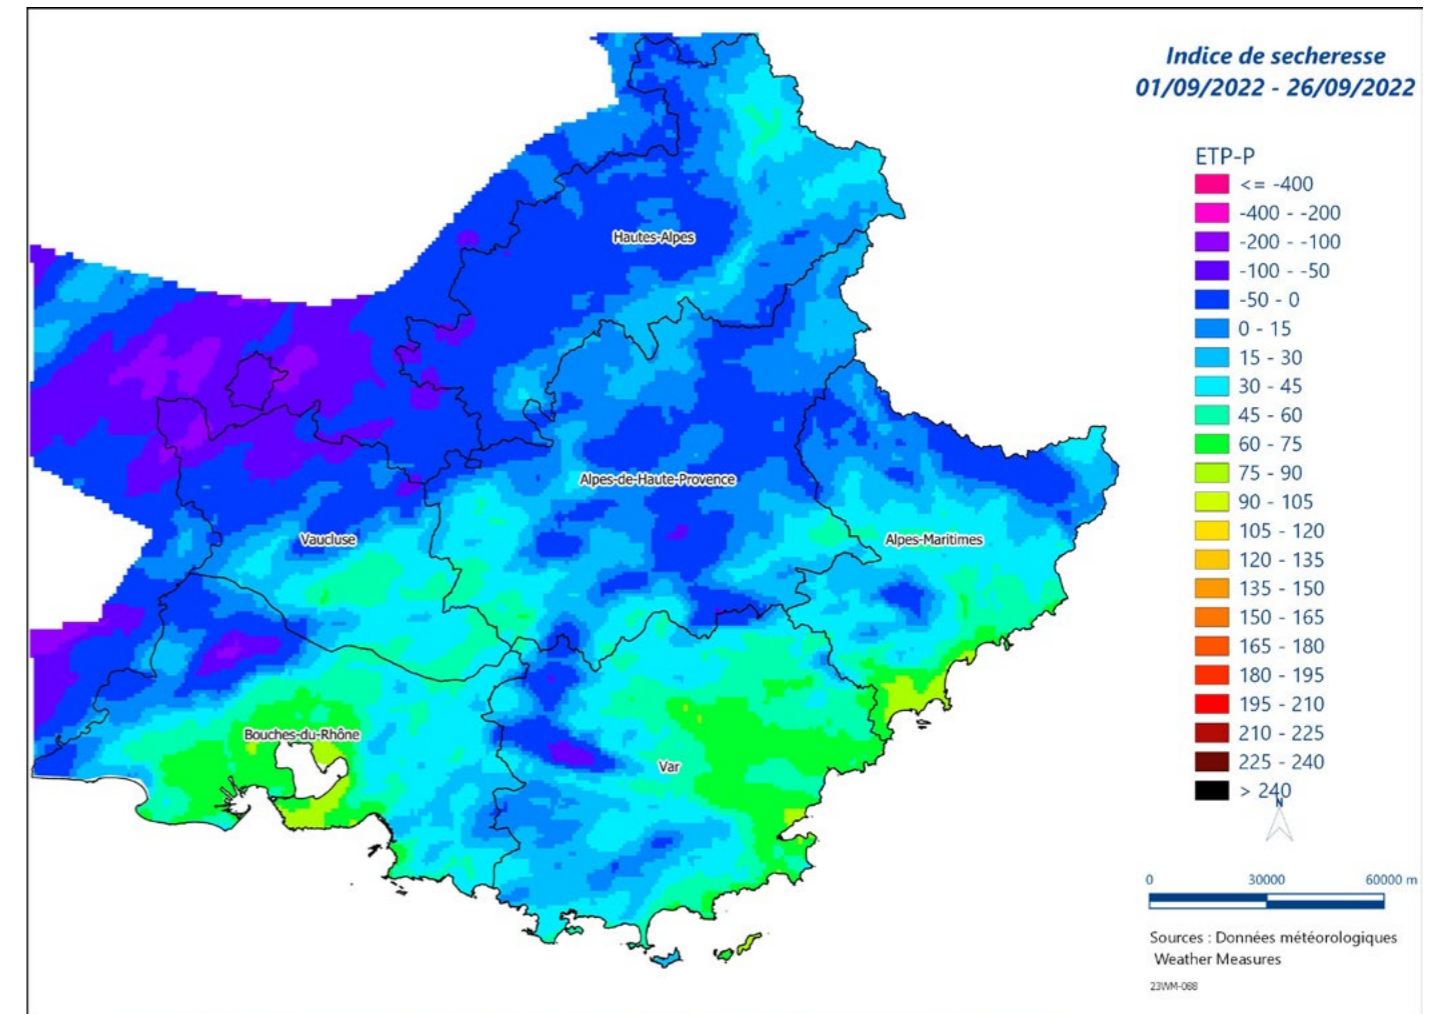 Indice de secheresse
01/09/2022 - 26/09/2022
ETP-P
<= -400
-400 - -200
-200 - -100
-100 - -50
-50 - 0
0 - 15
15 - 30
30 - 45
45 - 60
60 - 75
75 - 90
90 - 105
105 - 120
120 - 135
135 - 150
150 - 165
165 - 180
180 - 195
195 - 210
210 - 225
225 - 240
> 240
N
0 30000 60000 m
Sources : Données météorologiques
Weather Measures
23WM-068
Hautes-Alpes
Alpes-de-Haute-Provence
Vaucluse
Alpes-Maritimes
Bouches-du-Rhône
Var